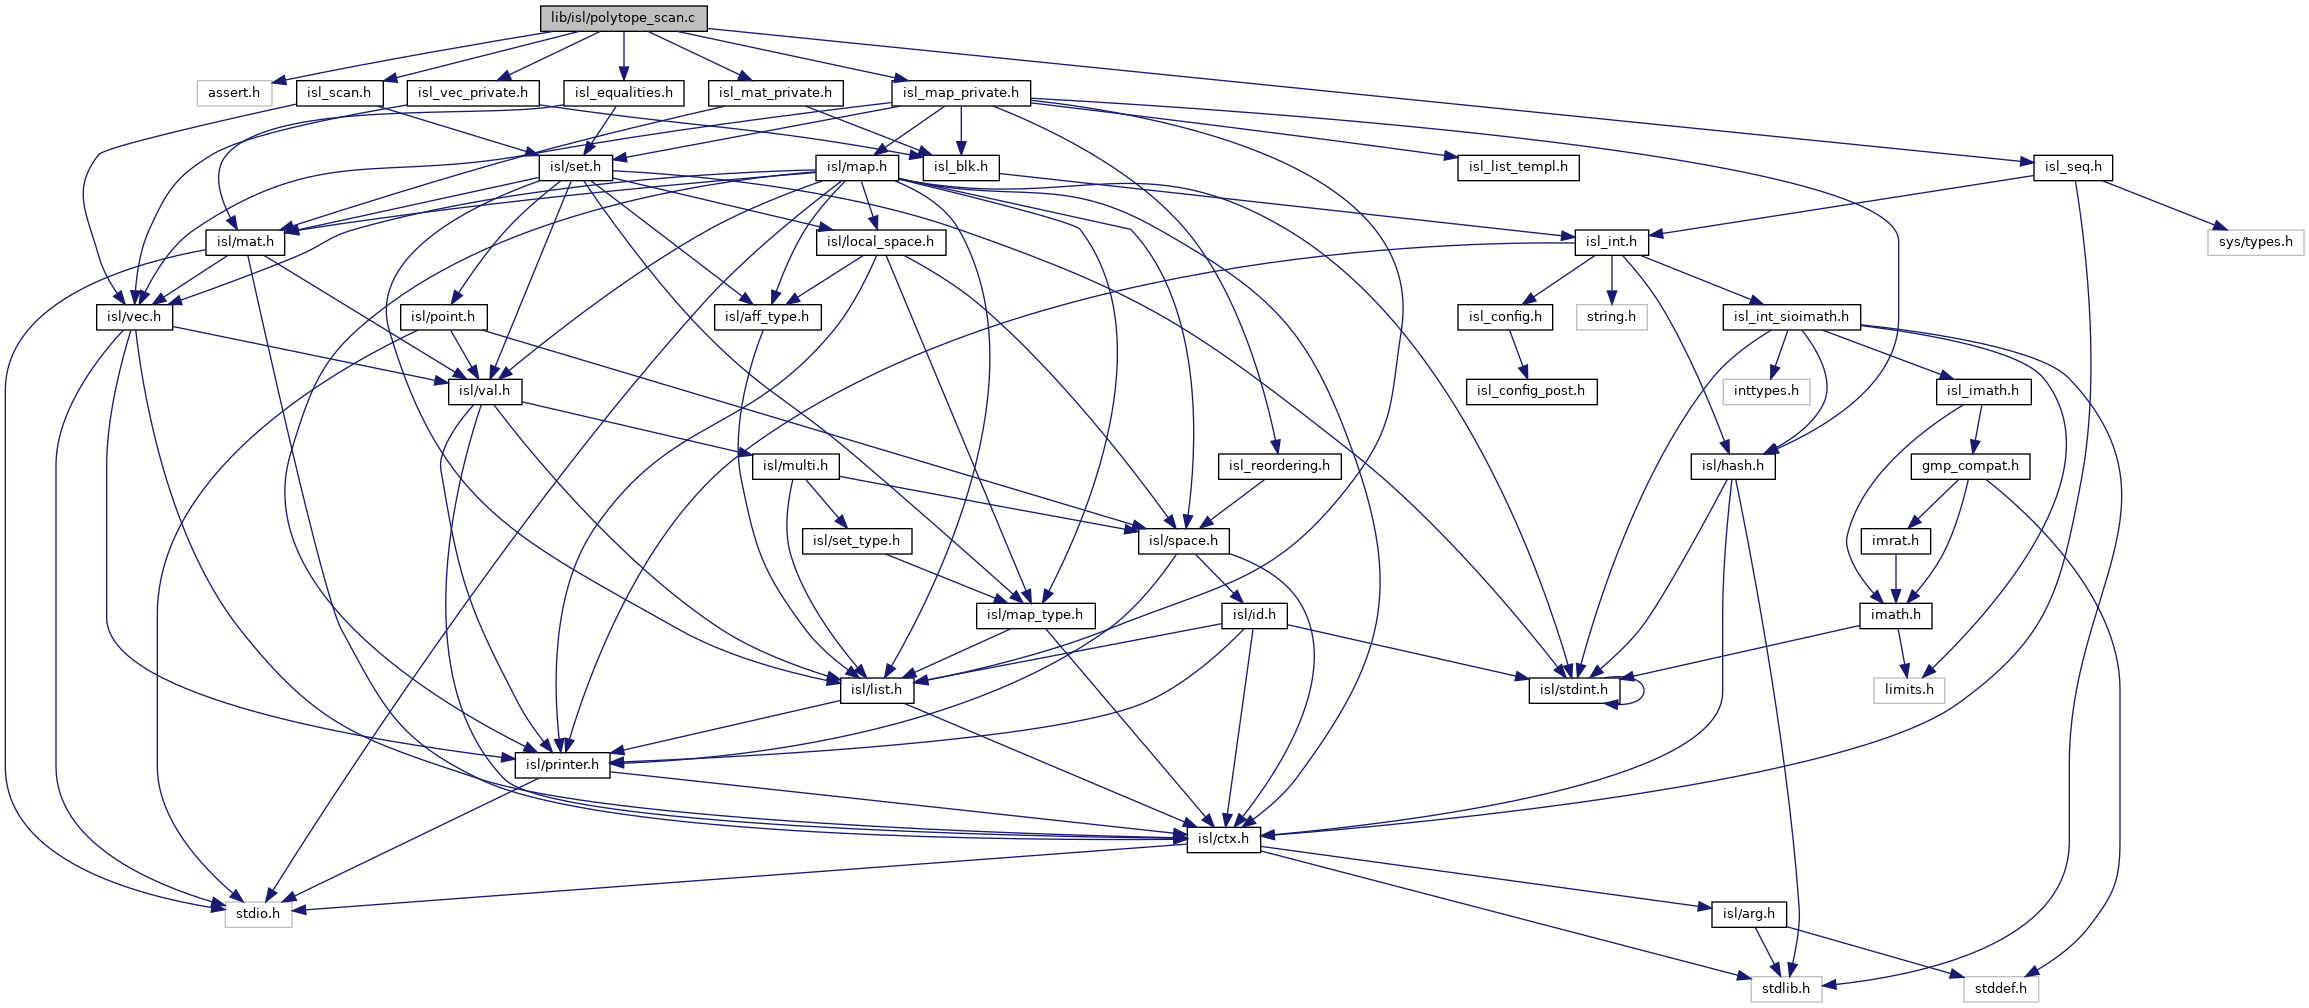 lib/isl/polytope_scan.c
assert.h
isl_scan.h
isl_vec_private.h
isl_equalities.h
isl_mat_private.h
isl_map_private.h
isl/set.h
isl/map.h
isl_blk.h
isl_list_templ.h
isl_seq.h
isl/mat.h
isl/local_space.h
isl_int.h
sys/types.h
isl/vec.h
isl/point.h
isl/aff_type.h
isl_config.h
string.h
isl_int_sioimath.h
isl/val.h
isl_config_post.h
inttypes.h
isl_imath.h
isl/multi.h
isl_reordering.h
isl/hash.h
gmp_compat.h
isl/set_type.h
isl/space.h
imrat.h
isl/map_type.h
isl/id.h
imath.h
isl/list.h
isl/stdint.h
limits.h
isl/printer.h
isl/ctx.h
stdio.h
isl/arg.h
stdlib.h
stddef.h